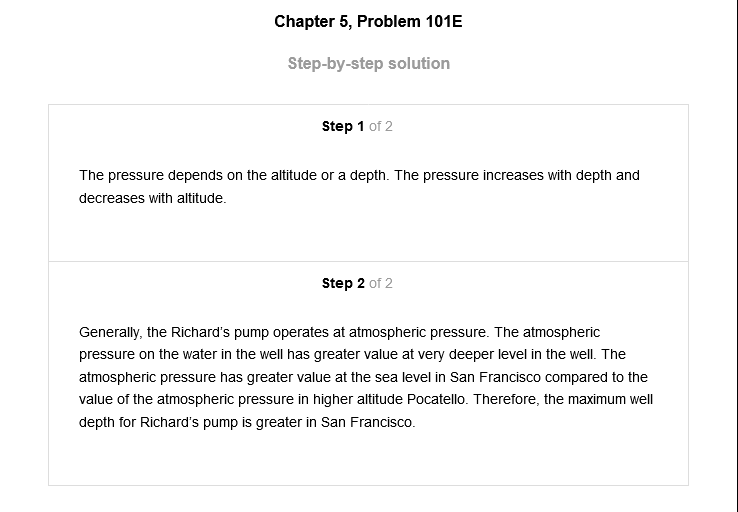 Chapter 5, Problem 101E
Step-by-step solution
Step 1 of 2
The pressure depends on the altitude or a depth. The pressure increases with depth and
decreases with altitude.
Step 2 of 2
Generally, the Richard's pump operates at atmospheric pressure. The atmospheric
pressure on the water in the well has greater value at very deeper level in the well. The
atmospheric pressure has greater value at the sea level in San Francisco compared to the
value of the atmospheric pressure in higher altitude Pocatello. Therefore, the maximum well
depth for Richard's pump is greater in San Francisco.